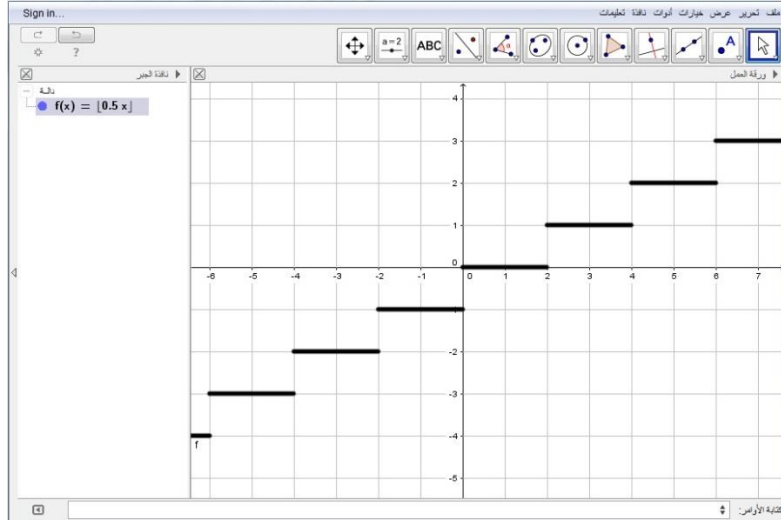 Sign in...
ملف تحرير عرض خيارات أدوات نافذة تعليمات
a=2
ABC
α
A
?
نافذة الجبر
ورقة العمل
دالة
f(x) = ⌊0.5 x⌋
4
3
2
1
0
-6 -5 -4 -3 -2 -1 0 1 2 3 4 5 6 7
-1
-2
-3
-4
-5
f
كتابة الأوامر: